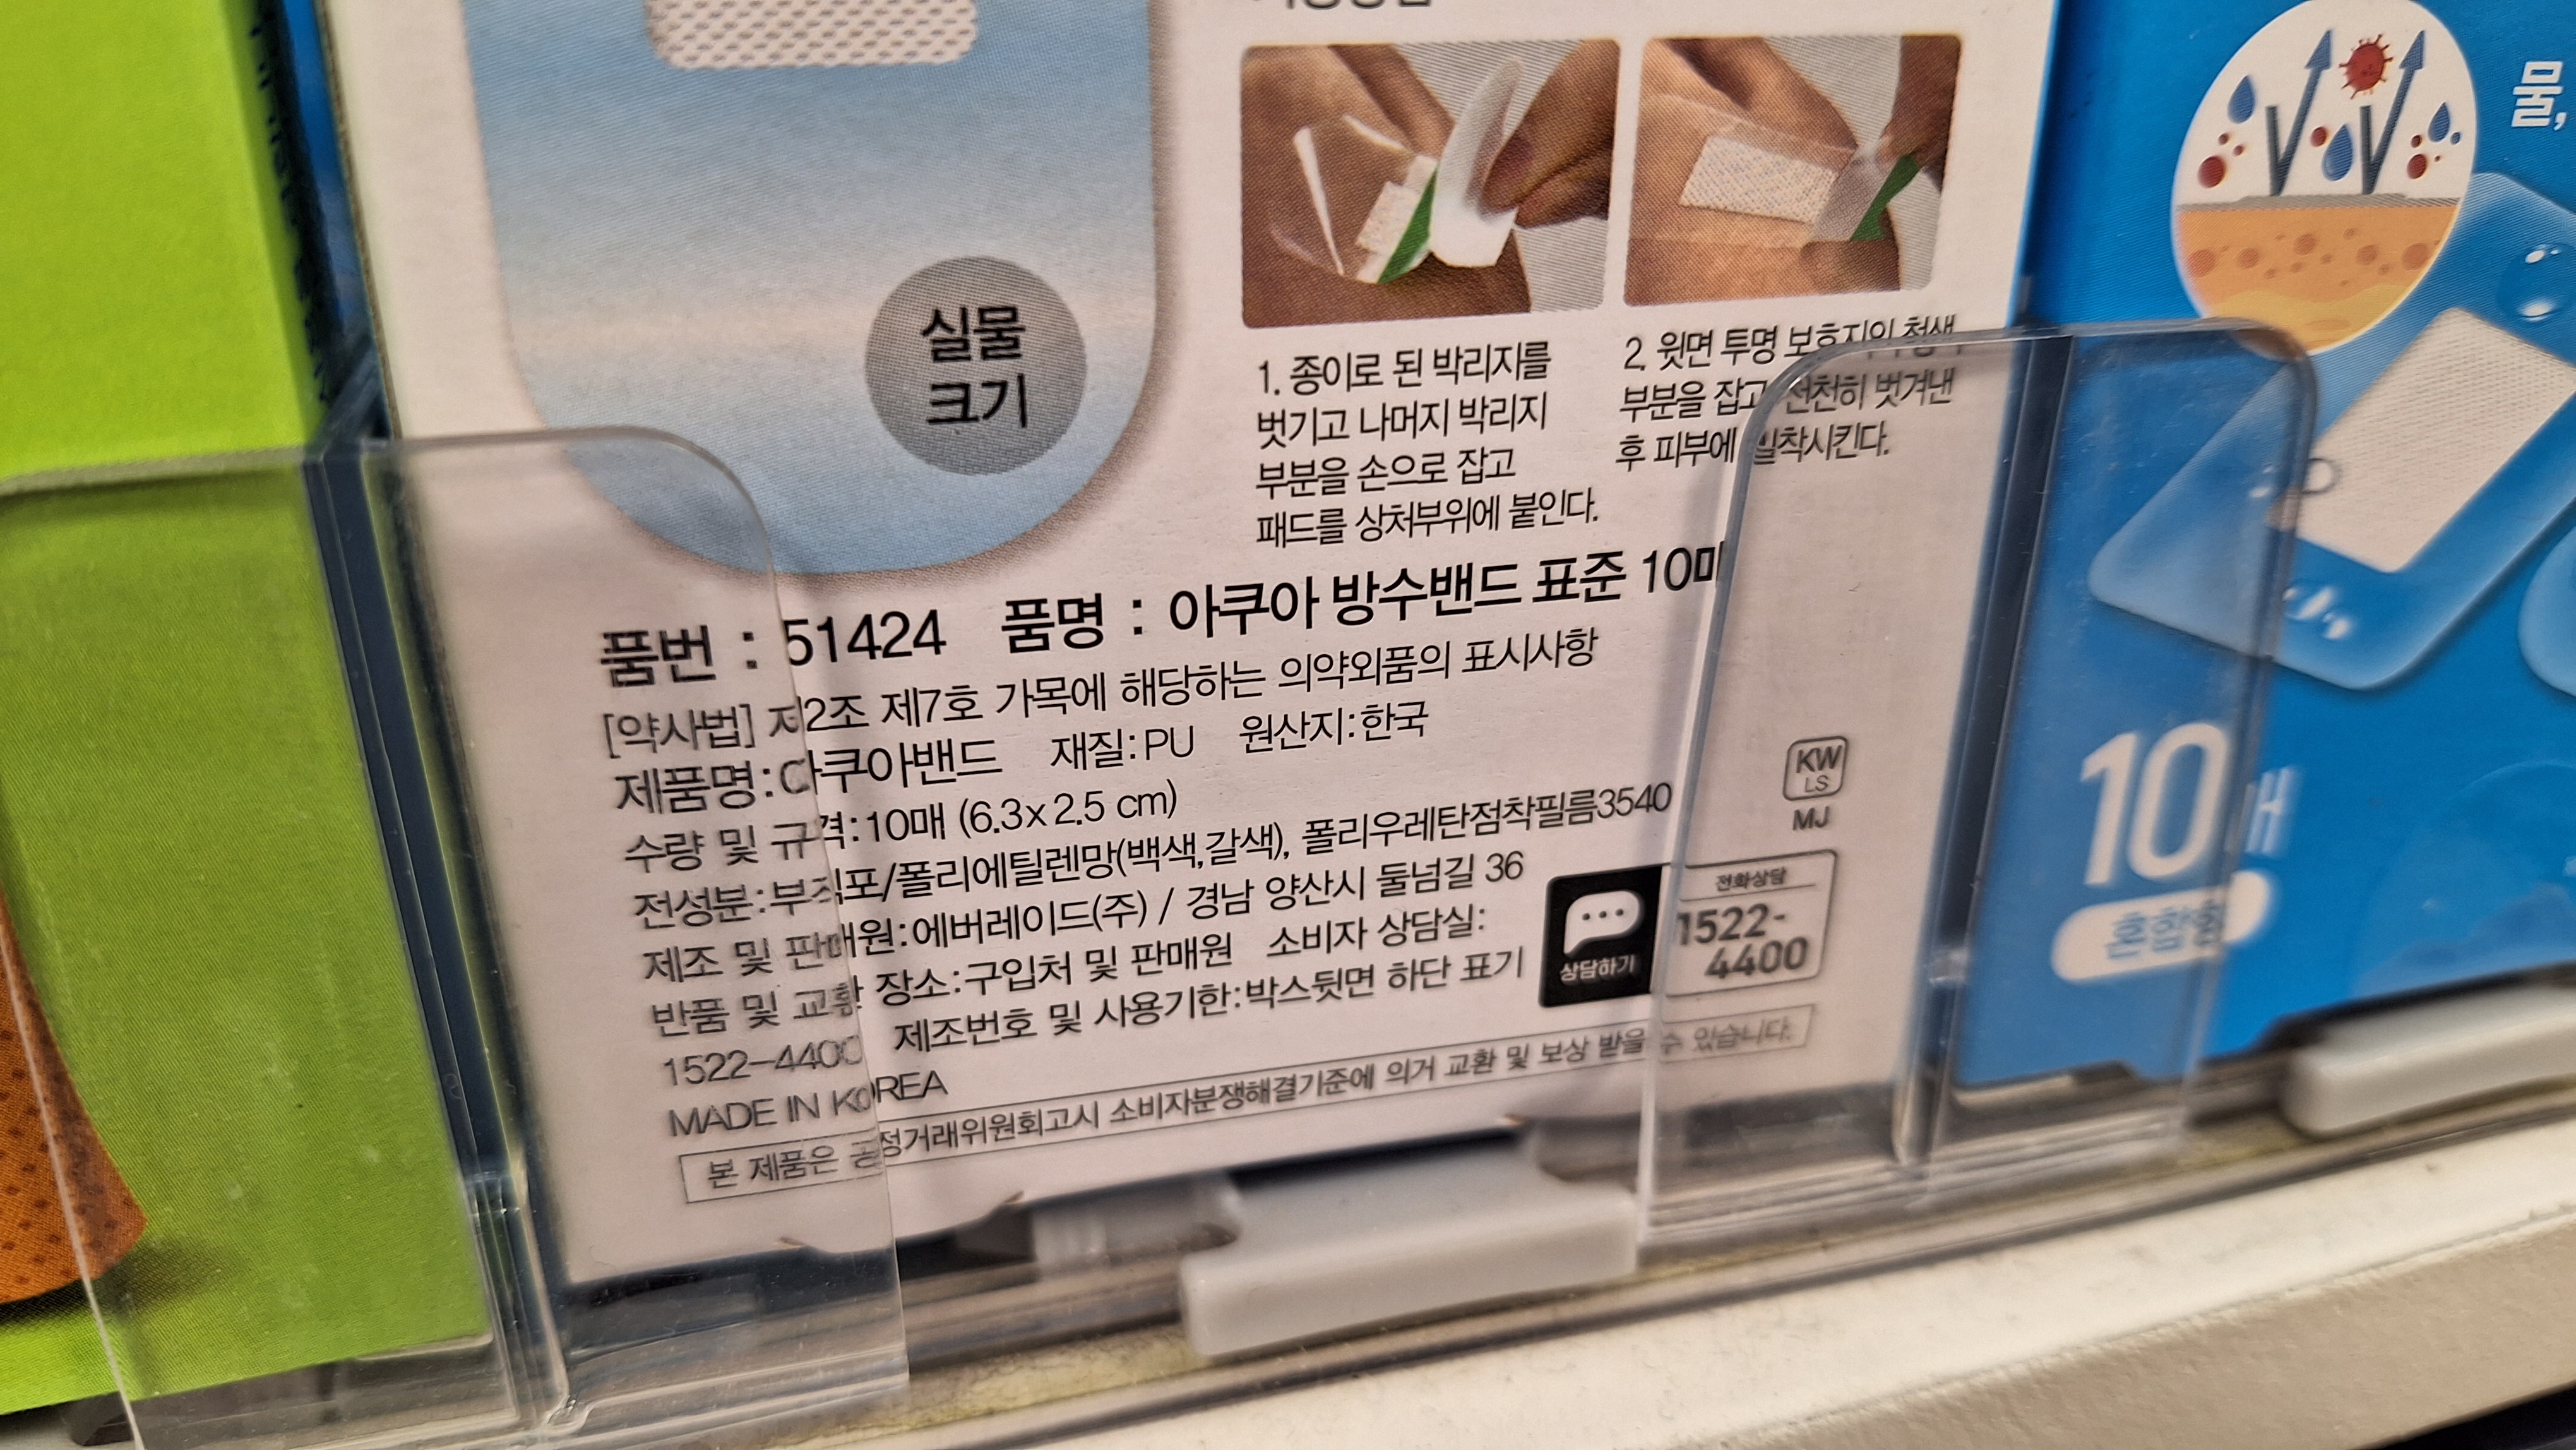 실물
크기
1. 종이로 된 박리지를
벗기고 나머지 박리지
부분을 손으로 잡고
패드를 상처부위에 붙인다.
2. 윗면 투명 보호지의 청색
부분을 잡고 천천히 벗겨낸
후 피부에 밀착시킨다.
품번 : 51424 품명 : 아쿠아 방수밴드 표준 10매
[약사법] 제2조 제7호 가목에 해당하는 의약외품의 표시사항
제품명:아쿠아밴드 재질:PU 원산지:한국
수량 및 규격:10매 (6.3x2.5 cm)
전성분:부직포/폴리에틸렌망(백색,갈색), 폴리우레탄점착필름3540
제조 및 판매원:에버레이드(주) / 경남 양산시 둘넘길 36
반품 및 교환 장소:구입처 및 판매원 소비자 상담실:
1522-4400 제조번호 및 사용기한:박스뒷면 하단 표기
MADE IN KOREA
본 제품은 공정거래위원회고시 소비자분쟁해결기준에 의거 교환 및 보상 받을 수 있습니다.
KW
LS
MJ
상담하기
전화상담
1522-
4400
물,
10매
혼합형